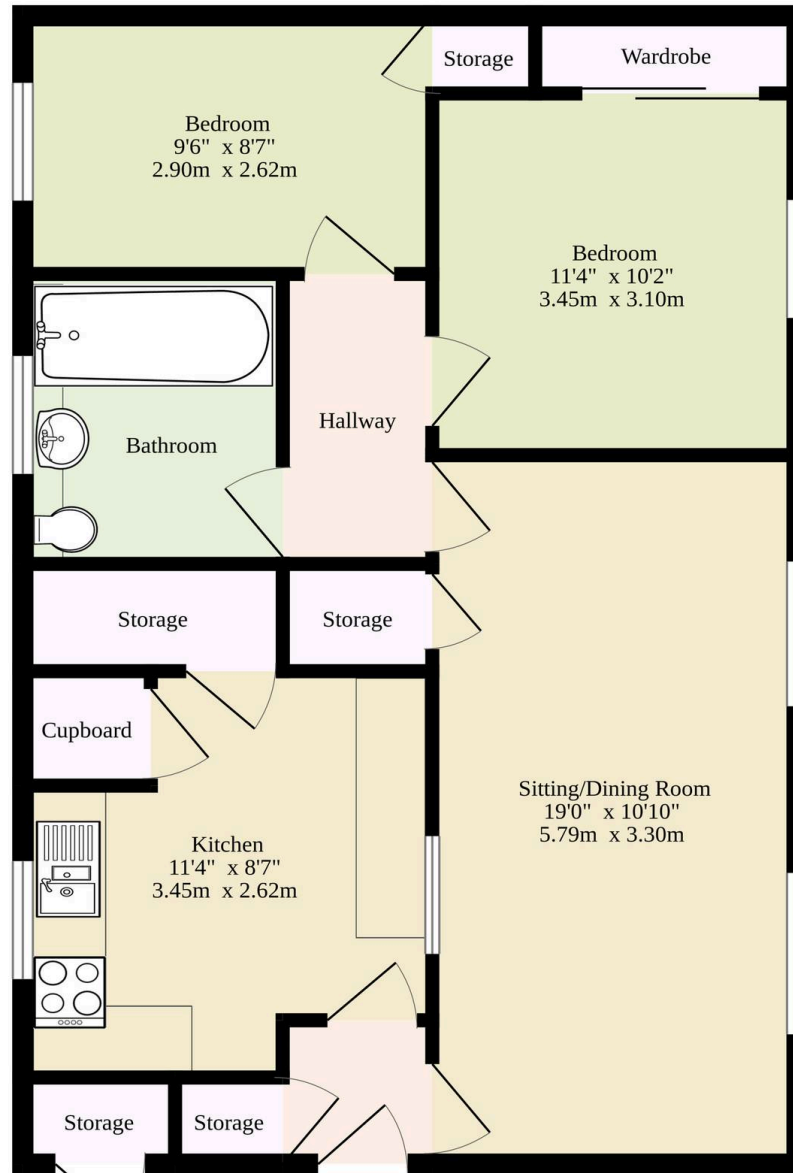 Storage
Wardrobe
Bedroom
9'6" x 8'7"
2.90m x 2.62m
Bedroom
11'4" x 10'2"
3.45m x 3.10m
Hallway
Bathroom
Storage
Storage
Cupboard
Sitting/Dining Room
19'0" x 10'10"
5.79m x 3.30m
Kitchen
11'4" x 8'7"
3.45m x 2.62m
Storage
Storage